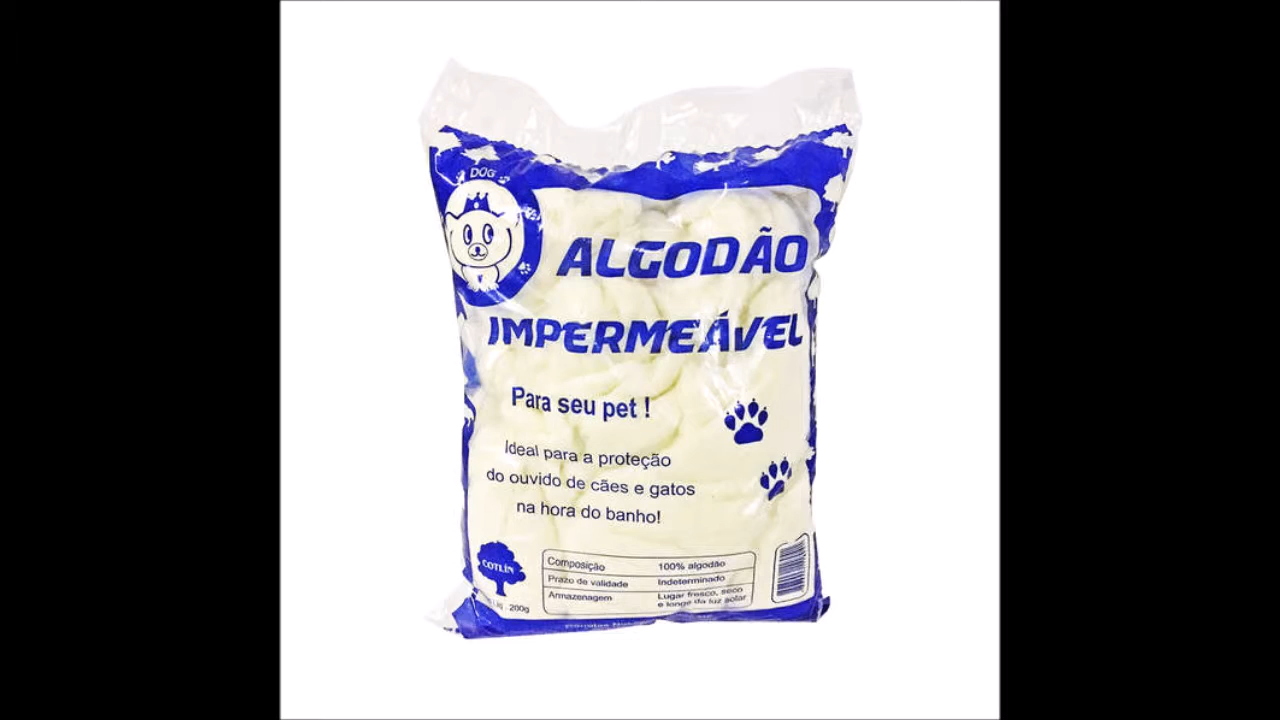 DOG
ALGODÃO
IMPERMEÁVEL
Para seu pet !
Ideal para a proteção
do ouvido de cães e gatos
na hora do banho!
COTLÍN
Composição 100% algodão
Prazo de validade Indeterminado
Armazenagem Lugar fresco, seco
e longe da luz solar
200g